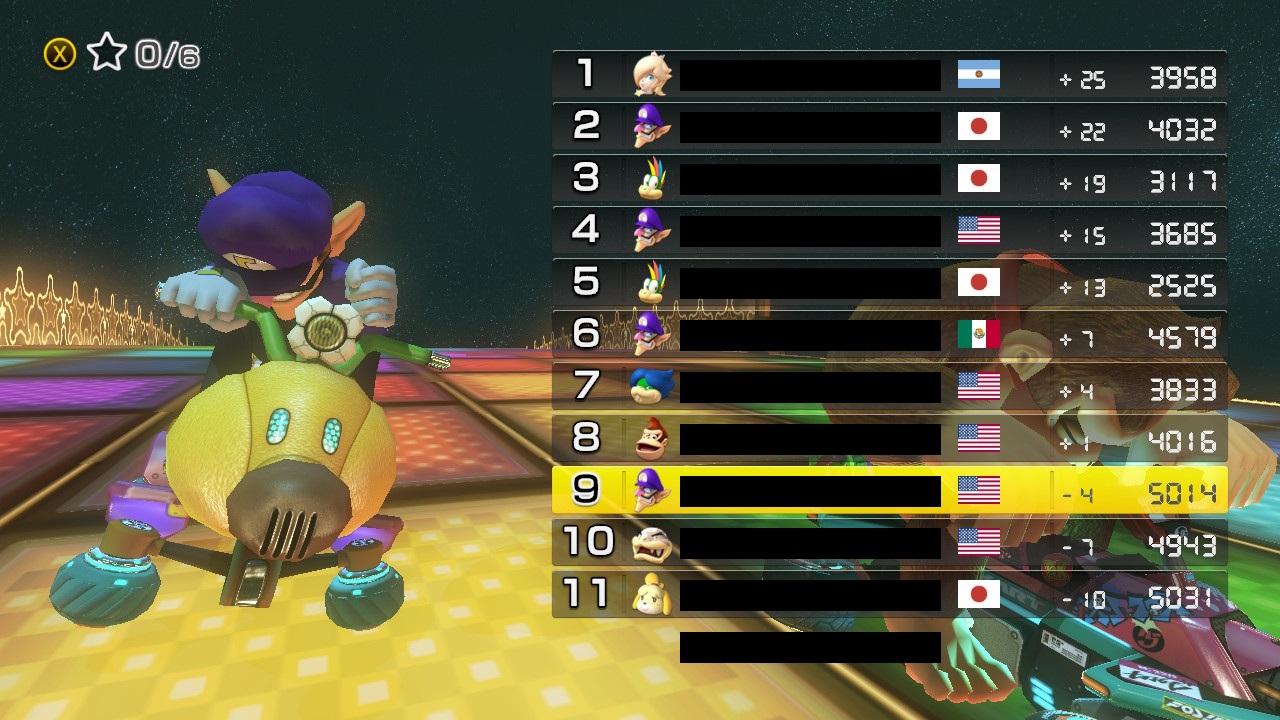 X 0/6
1 + 25 3958
2 + 22 4032
3 + 19 3117
4 + 15 3685
5 + 13 2525
6 + 7 4579
7 + 4 3833
8 + 1 4016
9 - 4 5014
10 - 7 4943
11 - 10 5031